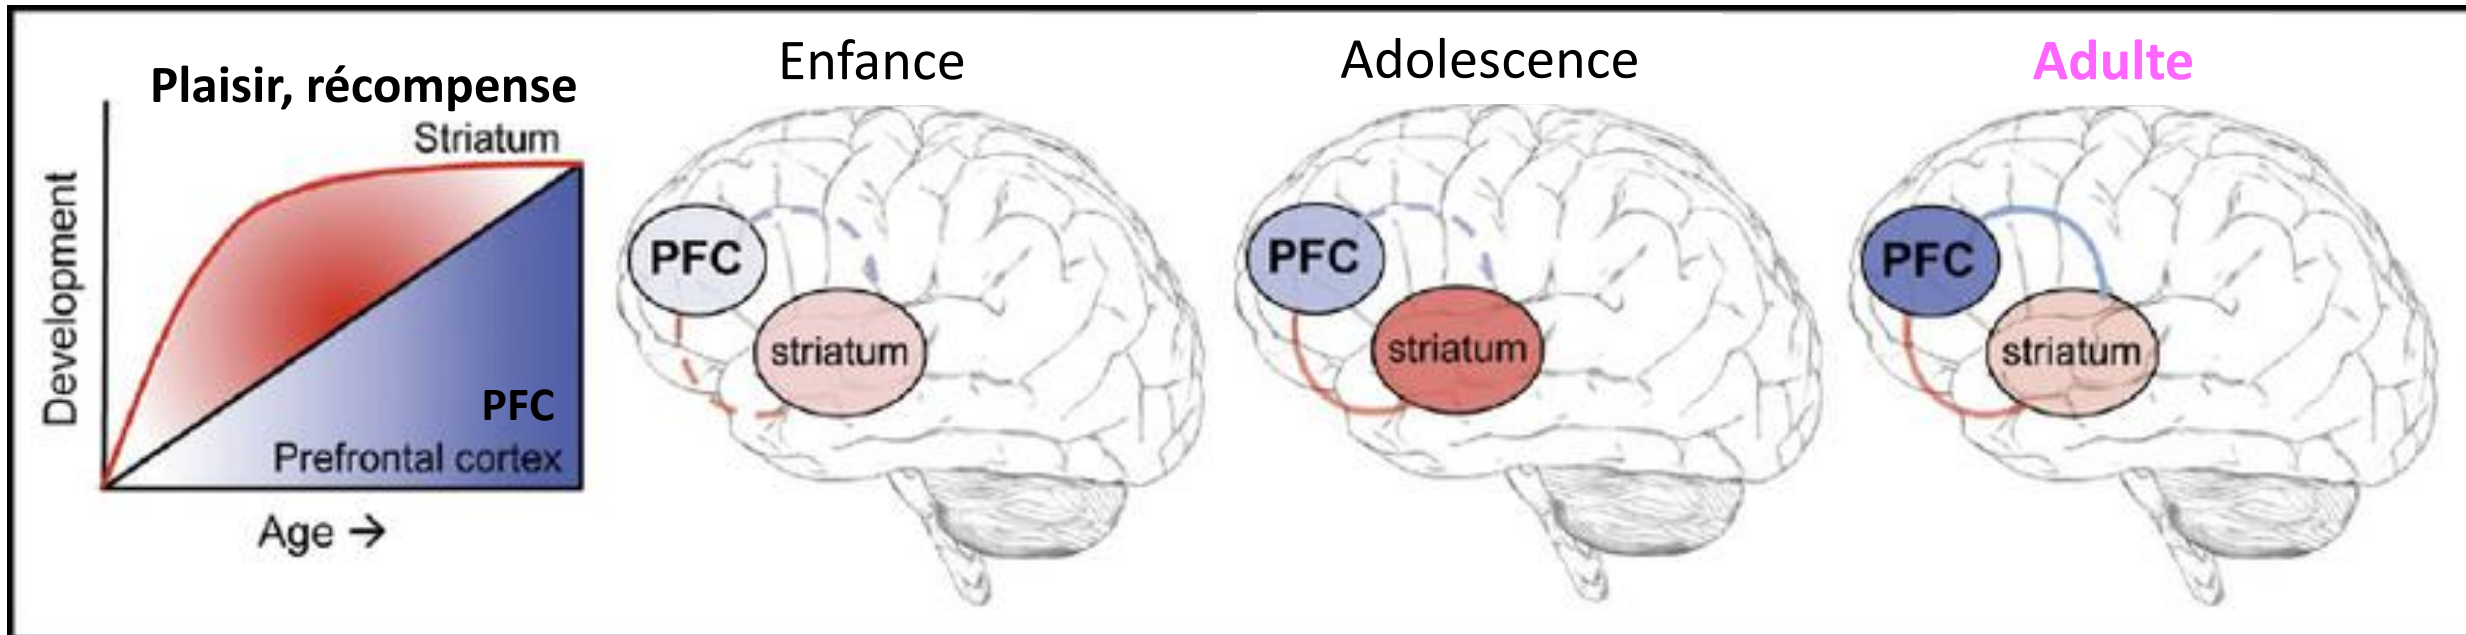 Plaisir, récompense
Striatum
Development
PFC
Prefrontal cortex
Age →
Enfance
PFC
striatum
Adolescence
PFC
striatum
Adulte
PFC
striatum